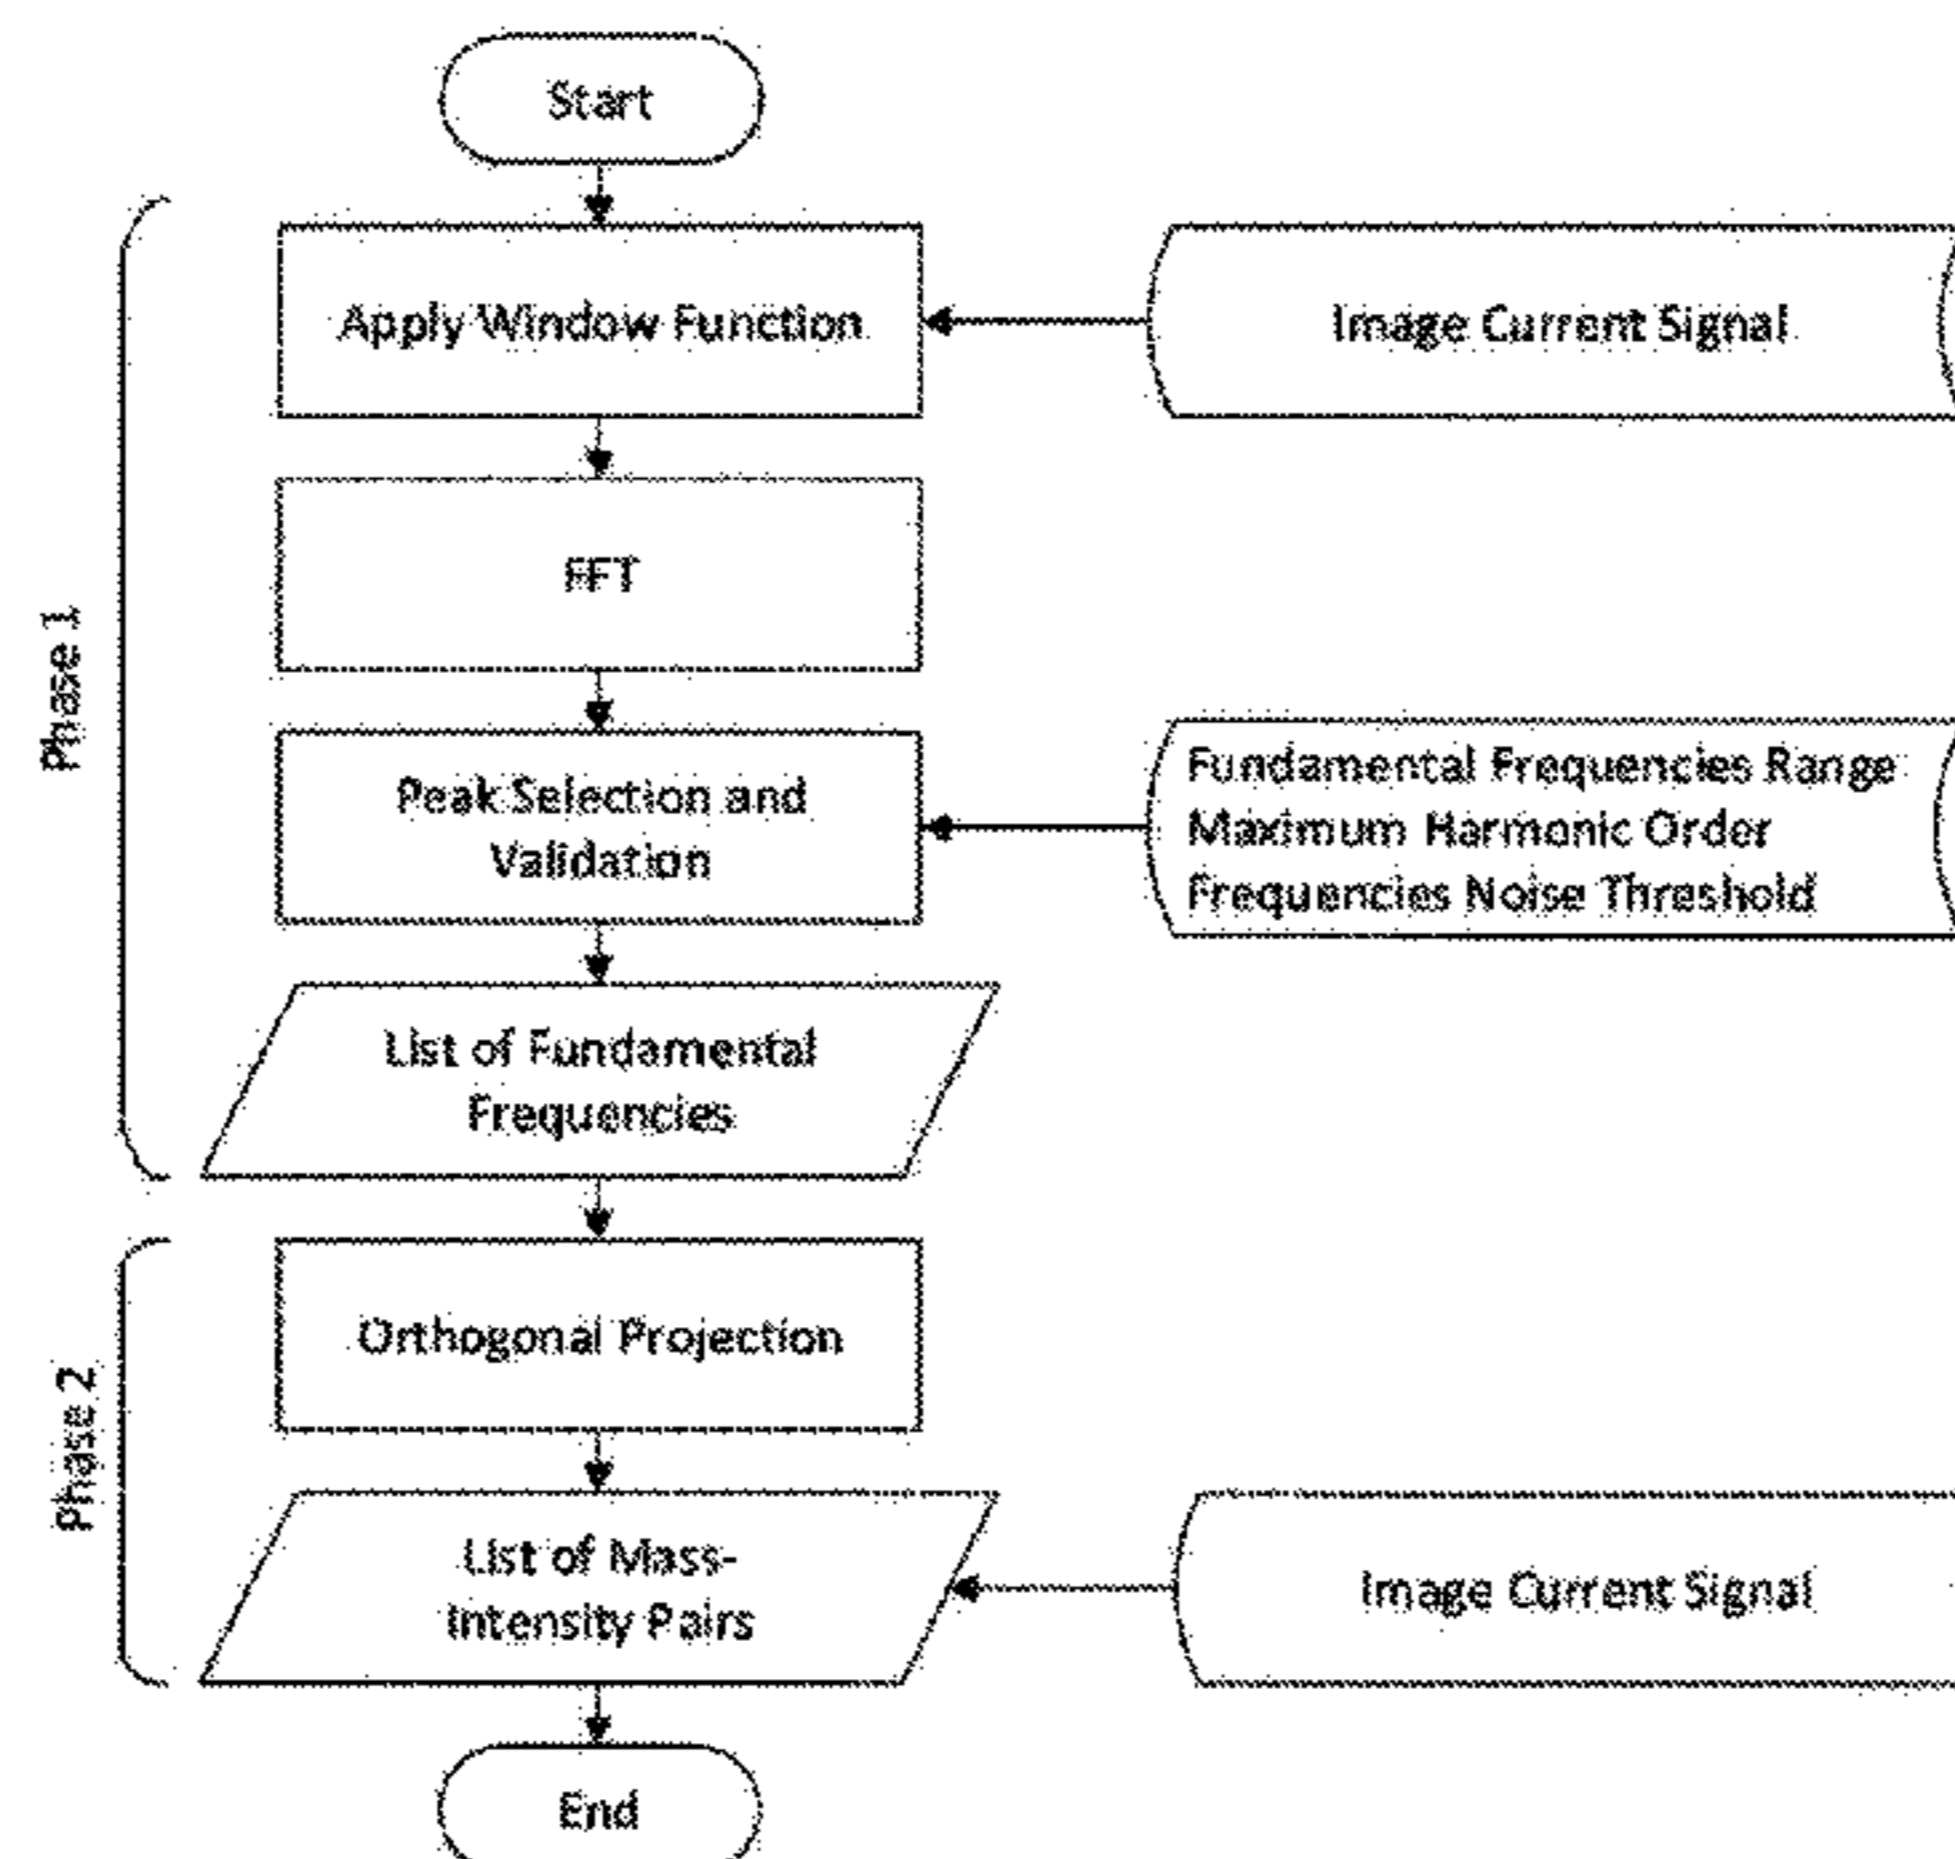 Start
Phase 1
Apply Window Function
Image Current Signal
FFT
Peak Selection and
Validation
Fundamental Frequencies Range
Maximum Harmonic Order
Frequencies Noise Threshold
List of Fundamental
Frequencies
Phase 2
Orthogonal Projection
List of Mass-
Intensity Pairs
Image Current Signal
End